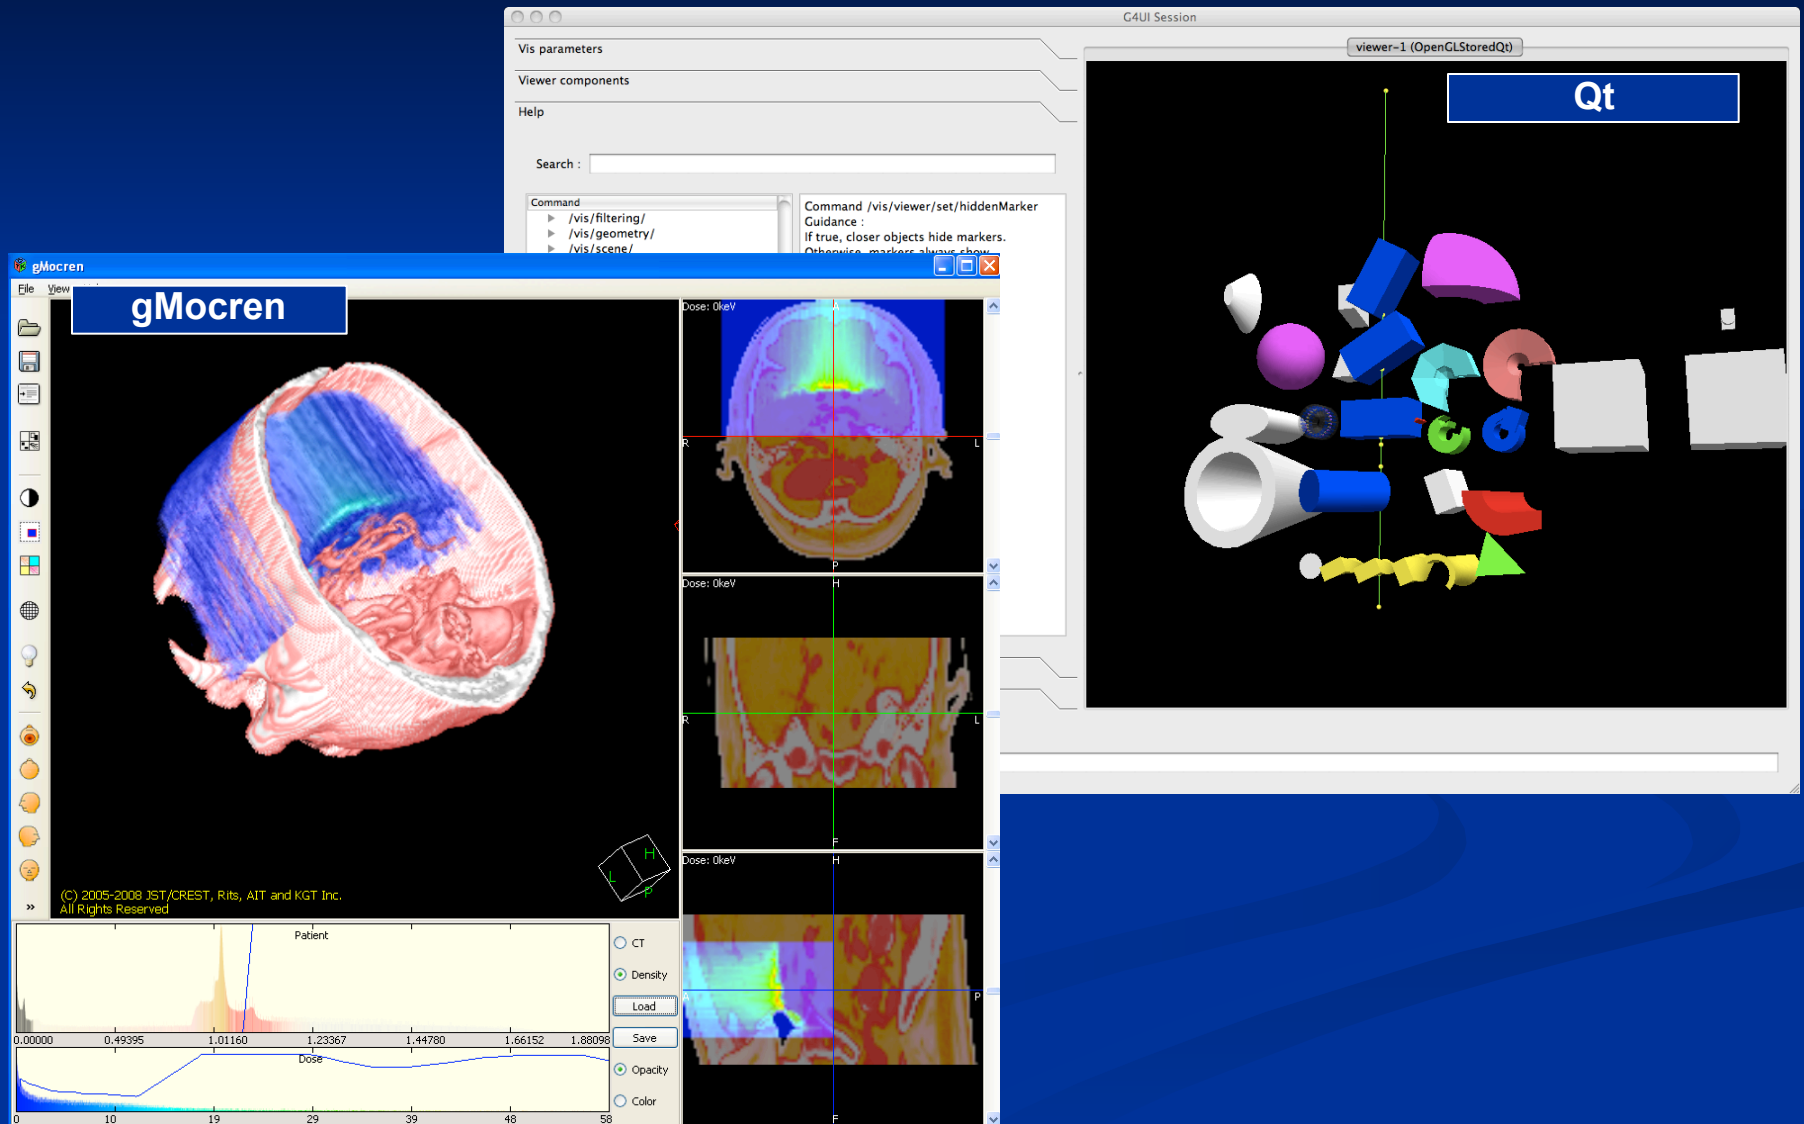 G4UI Session
Vis parameters
Viewer components
Help
Search :
Command
/vis/filtering/
/vis/geometry/
/vis/scene/
Command /vis/viewer/set/hiddenMarker
Guidance :
If true, closer objects hide markers.
Otherwise, markers always show.
viewer-1 (OpenGLStoredQt)
Qt
gMocren
File View
gMocren
Dose: 0keV
A
R
L
P
Dose: 0keV
H
R
L
F
Dose: 0keV
H
A
P
F
H
L
P
(C) 2005-2008 JST/CREST, Rits, AIT and KGT Inc.
All Rights Reserved
Patient
0.00000 0.49395 1.01160 1.23367 1.44780 1.66152 1.88098
Dose
0 10 19 29 39 48 58
CT
Density
Load
Save
Opacity
Color